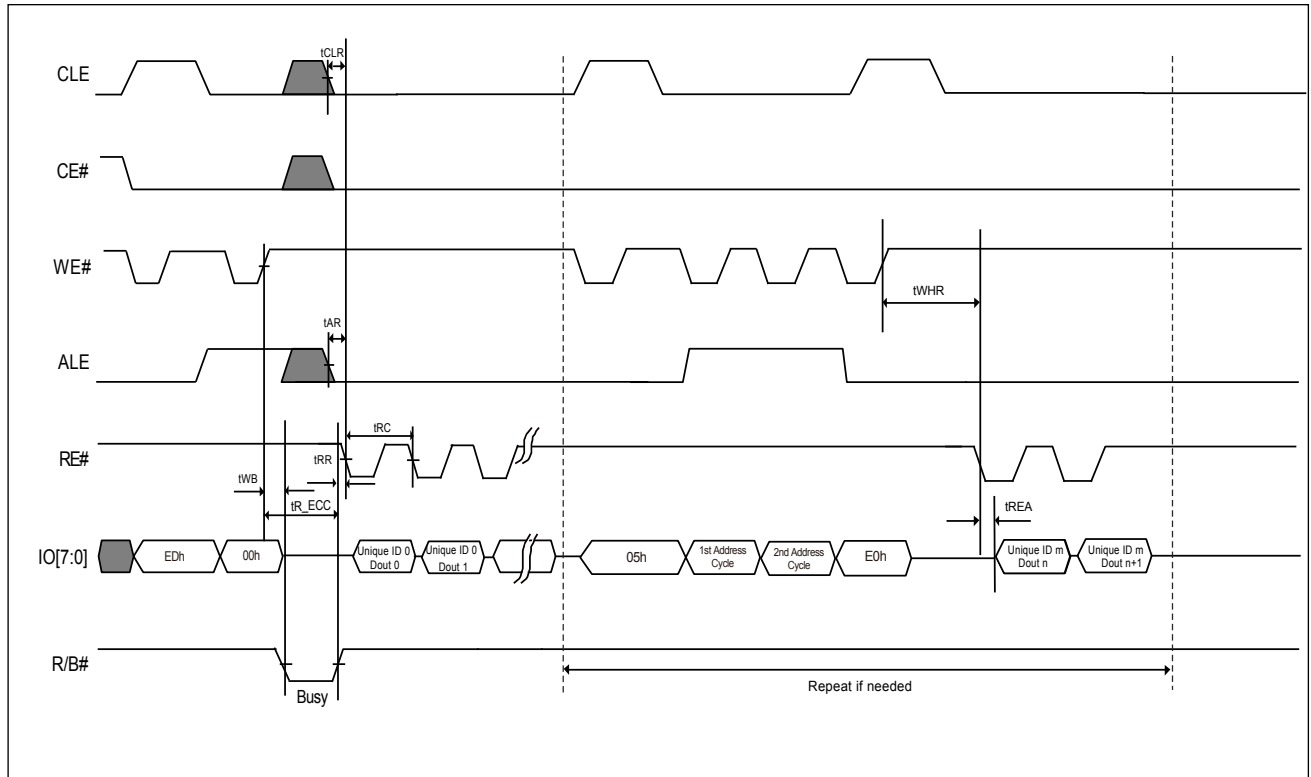 tCLR
CLE
CE#
WE#
tWHR
tAR
ALE
tRC
RE#
tRR
tWB
tR_ECC
tREA
IO[7:0]
EDh
00h
Unique ID 0
Dout 0
Unique ID 0
Dout 1
05h
1st Address
Cycle
2nd Address
Cycle
E0h
Unique ID m
Dout n
Unique ID m
Dout n+1
R/B#
Busy
Repeat if needed